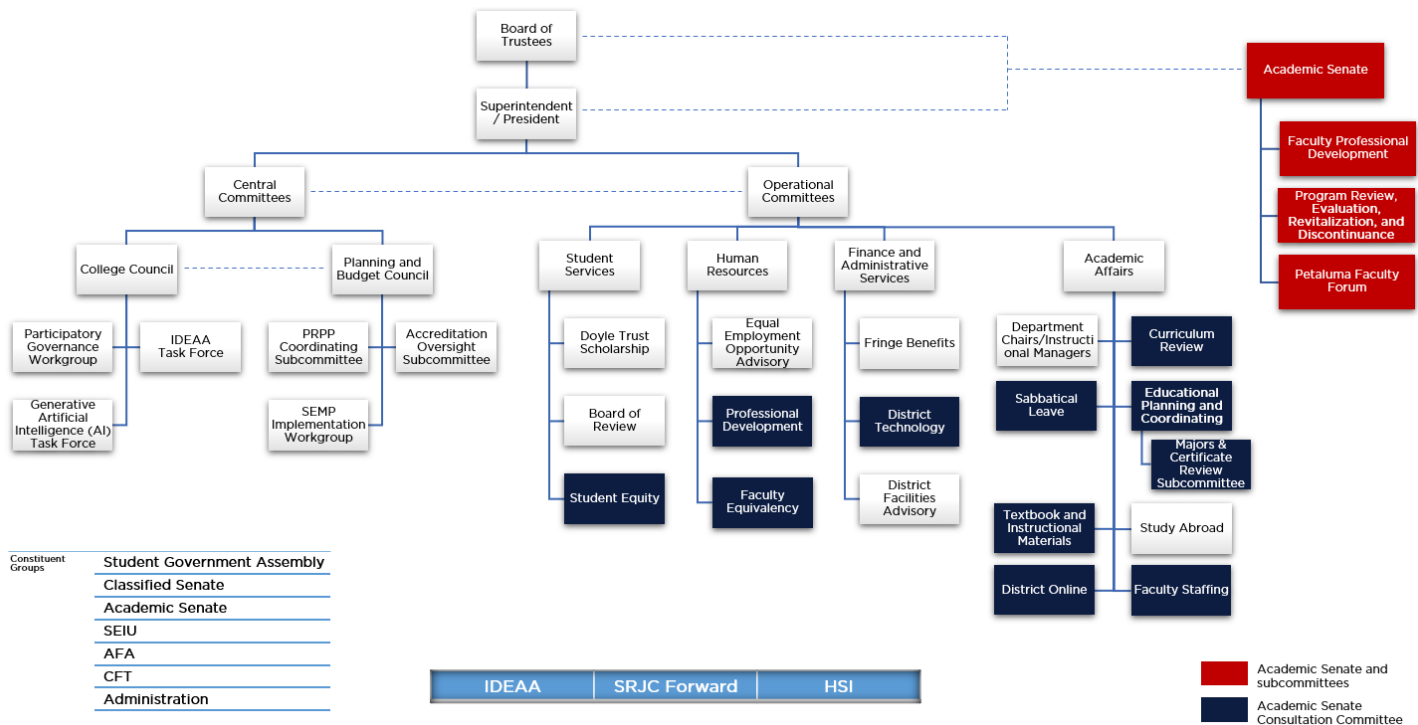 Board of
Trustees
Academic Senate
Superintendent
/ President
Faculty Professional
Development
Central
Committees
Operational
Committees
Program Review,
Evaluation,
Revitalization, and
Discontinuance
College Council
Planning and
Budget Council
Student
Services
Human
Resources
Finance and
Administrative
Services
Academic
Affairs
Petaluma Faculty
Forum
Participatory
Governance
Workgroup
IDEAA
Task Force
PRPP
Coordinating
Subcommittee
Accreditation
Oversight
Subcommittee
Doyle Trust
Scholarship
Equal
Employment
Opportunity
Advisory
Fringe Benefits
Department
Chairs/Instructi
onal Managers
Curriculum
Review
Generative
Artificial
Intelligence (AI)
Task Force
SEMP
Implementation
Workgroup
Board of
Review
Professional
Development
District
Technology
Sabbatical
Leave
Educational
Planning and
Coordinating
Majors &
Certificate
Review
Subcommittee
Student Equity
Faculty
Equivalency
District
Facilities
Advisory
Textbook and
Instructional
Materials
Study Abroad
District Online
Faculty Staffing
Constituent
Groups
Student Government Assembly
Classified Senate
Academic Senate
SEIU
AFA
CFT
Administration
IDEAA
SRJC Forward
HSI
Academic Senate and
subcommittees
Academic Senate
Consultation Committee